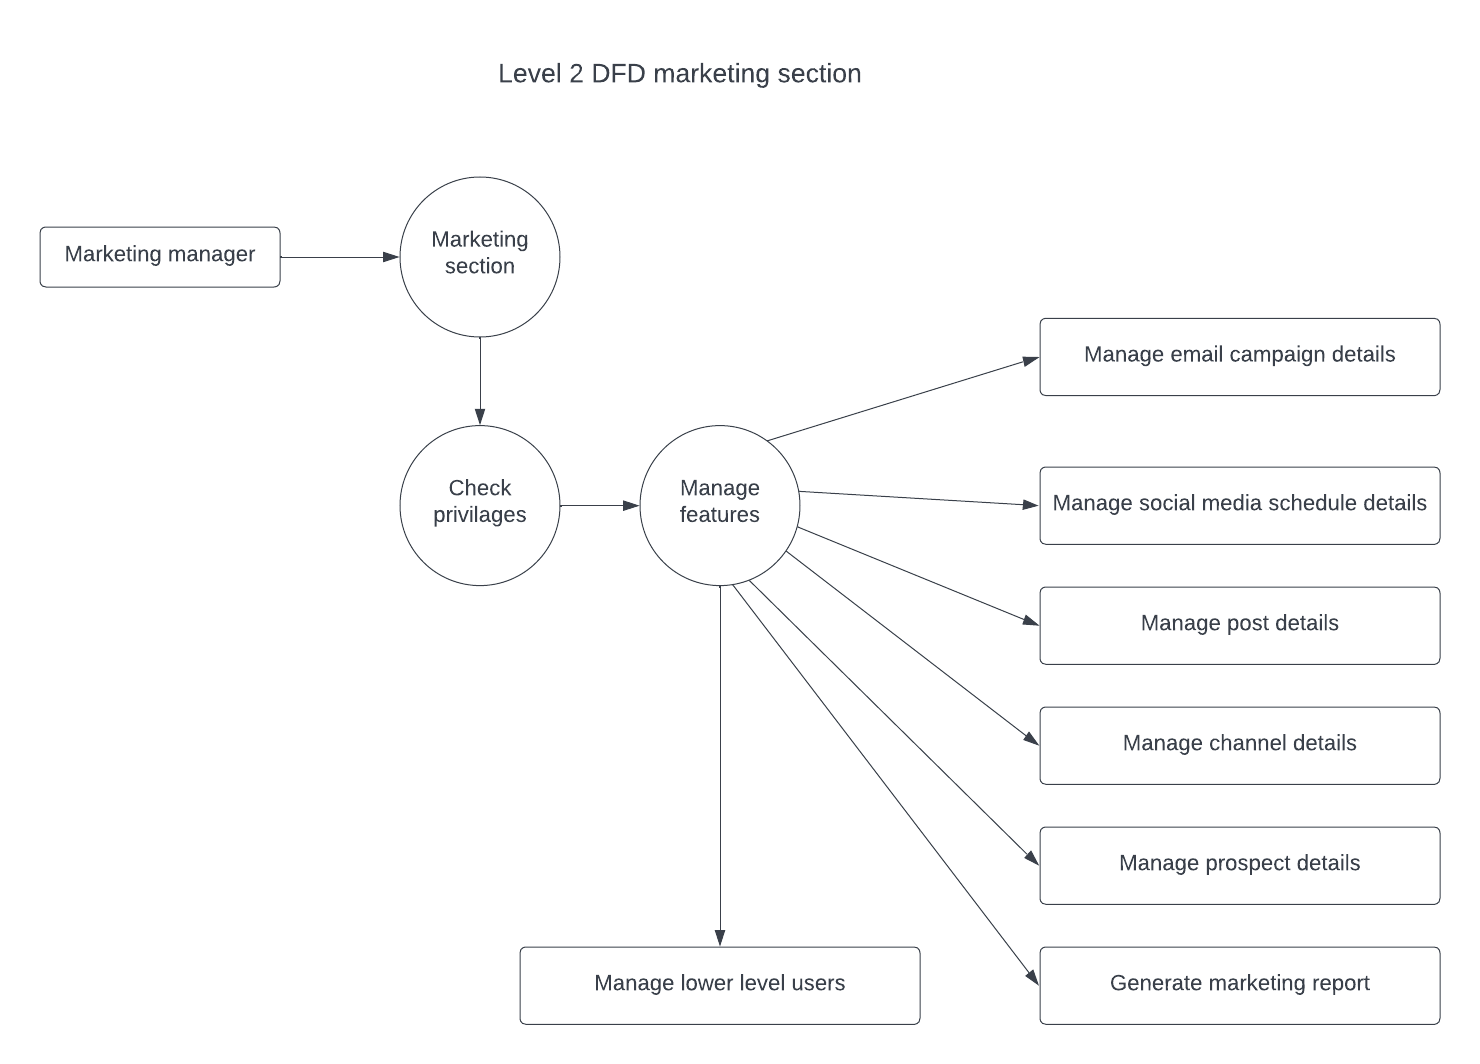 Level 2 DFD marketing section
Marketing manager
Marketing
section
Check
privilages
Manage
features
Manage email campaign details
Manage social media schedule details
Manage post details
Manage channel details
Manage prospect details
Manage lower level users
Generate marketing report